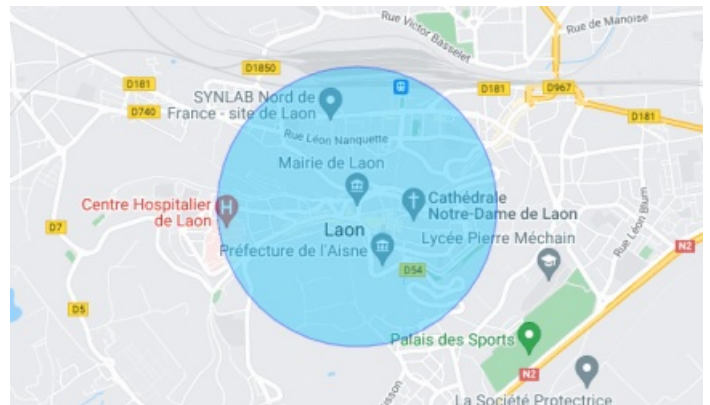 Rue Victor Basselet
Rue de Manoise
D1850
D181
SYNLAB Nord de
France - site de Laon
D181
D967
D740
D181
Rue Léon Nanquette
Mairie de Laon
Centre Hospitalier
de Laon
H
Cathédrale
Notre-Dame de Laon
Rue Léon Blum
D7
Laon
Lycée Pierre Méchain
N2
Préfecture de l'Aisne
D54
D5
Palais des Sports
N2
La Société Protectrice